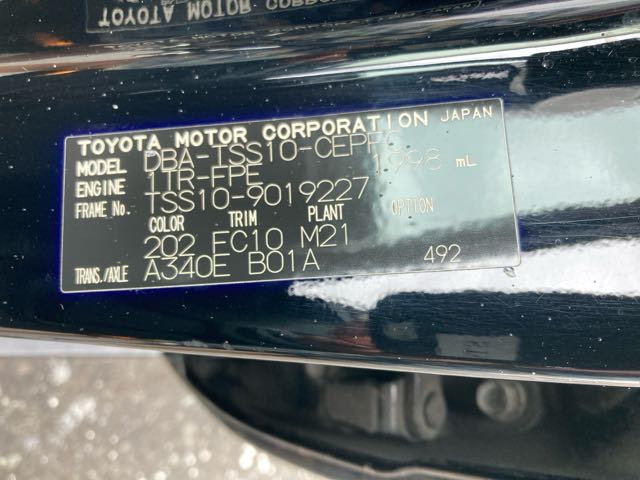 TOYOTA MOTOR CORPORATION JAPAN
MODEL DBA-TSS10-CEPFC
ENGINE 1TR-FPE 1998 mL
FRAME No. TSS10-9019227
COLOR TRIM PLANT OPTION
202 FC10 M21
TRANS./AXLE A340E B01A 492